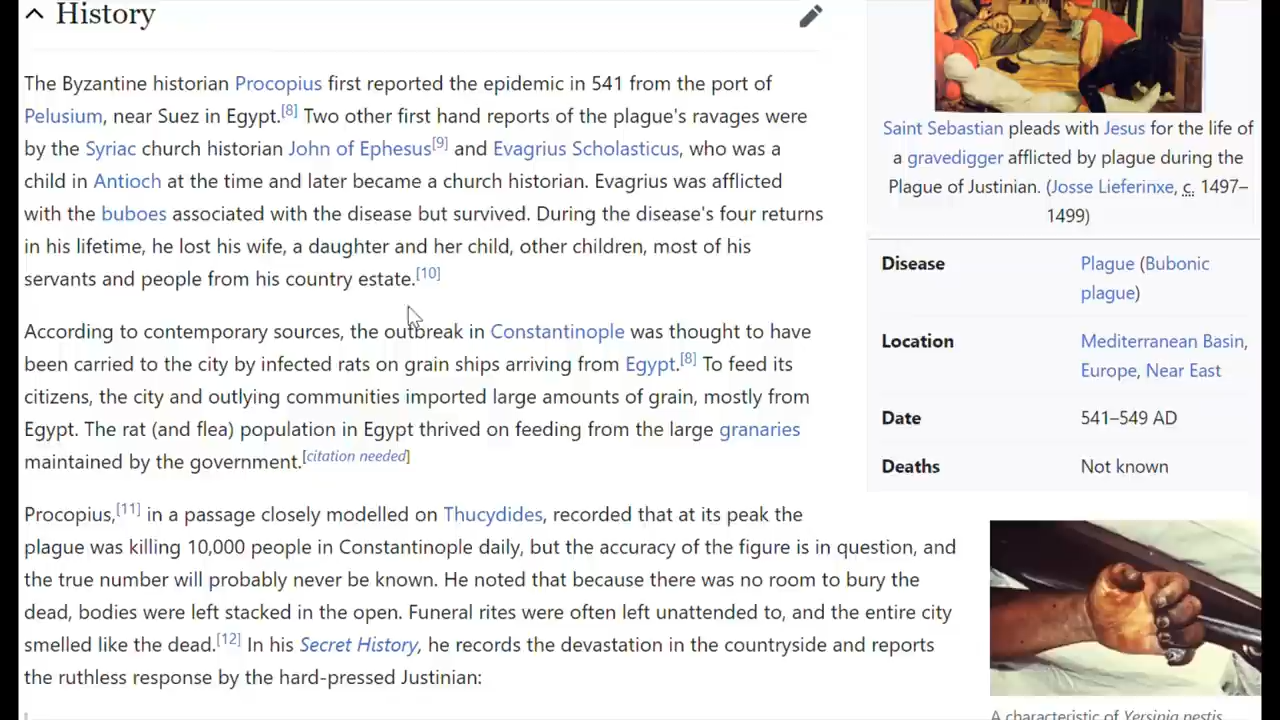 History
The Byzantine historian Procopius first reported the epidemic in 541 from the port of
Pelusium, near Suez in Egypt.[8] Two other first hand reports of the plague's ravages were
by the Syriac church historian John of Ephesus[9] and Evagrius Scholasticus, who was a
child in Antioch at the time and later became a church historian. Evagrius was afflicted
with the buboes associated with the disease but survived. During the disease's four returns
in his lifetime, he lost his wife, a daughter and her child, other children, most of his
servants and people from his country estate.[10]
According to contemporary sources, the outbreak in Constantinople was thought to have
been carried to the city by infected rats on grain ships arriving from Egypt.[8] To feed its
citizens, the city and outlying communities imported large amounts of grain, mostly from
Egypt. The rat (and flea) population in Egypt thrived on feeding from the large granaries
maintained by the government.[citation needed]
Procopius,[11] in a passage closely modelled on Thucydides, recorded that at its peak the
plague was killing 10,000 people in Constantinople daily, but the accuracy of the figure is in question, and
the true number will probably never be known. He noted that because there was no room to bury the
dead, bodies were left stacked in the open. Funeral rites were often left unattended to, and the entire city
smelled like the dead.[12] In his Secret History, he records the devastation in the countryside and reports
the ruthless response by the hard-pressed Justinian:
Saint Sebastian pleads with Jesus for the life of
a gravedigger afflicted by plague during the
Plague of Justinian. (Josse Lieferinxe, c. 1497–
1499)
Disease Plague (Bubonic
plague)
Location Mediterranean Basin,
Europe, Near East
Date 541–549 AD
Deaths Not known
A characteristic of Yersinia pestis